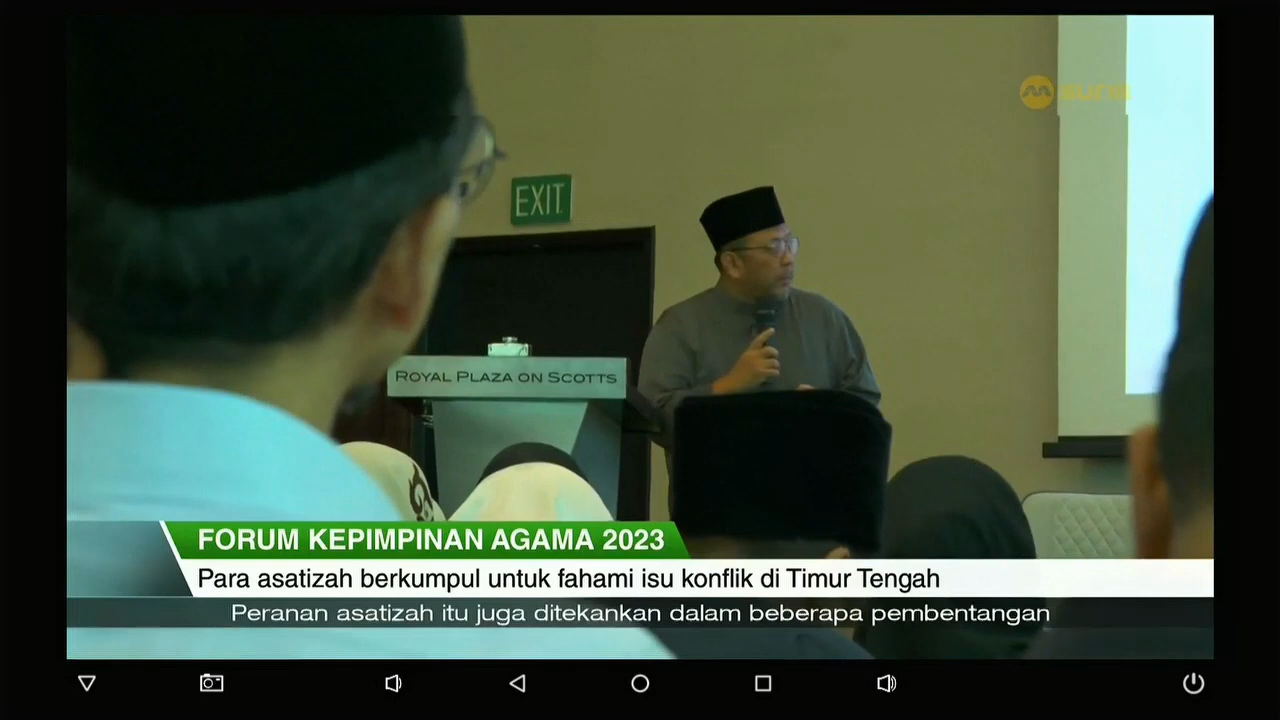 suria
EXIT
ROYAL PLAZA ON SCOTTS
FORUM KEPIMPINAN AGAMA 2023
Para asatizah berkumpul untuk fahami isu konflik di Timur Tengah
Peranan asatizah itu juga ditekankan dalam beberapa pembentangan